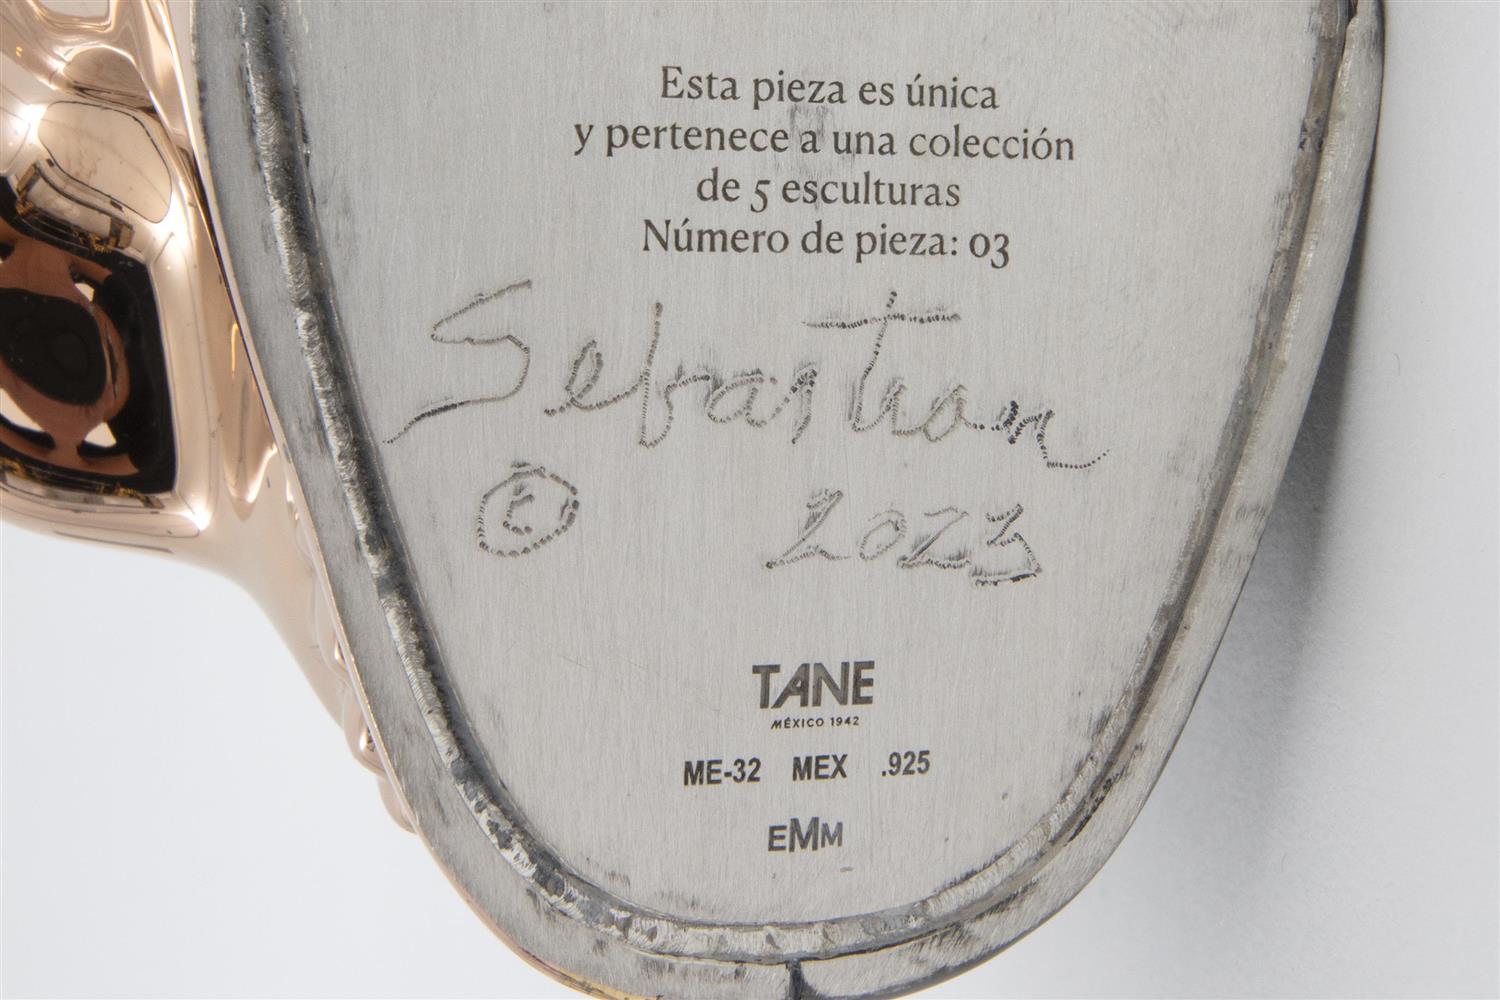 Esta pieza es única
y pertenece a una colección
de 5 esculturas
Número de pieza: 03
Sebastian
© 2023
TANE
MÉXICO 1942
ME-32 MEX .925
EMM